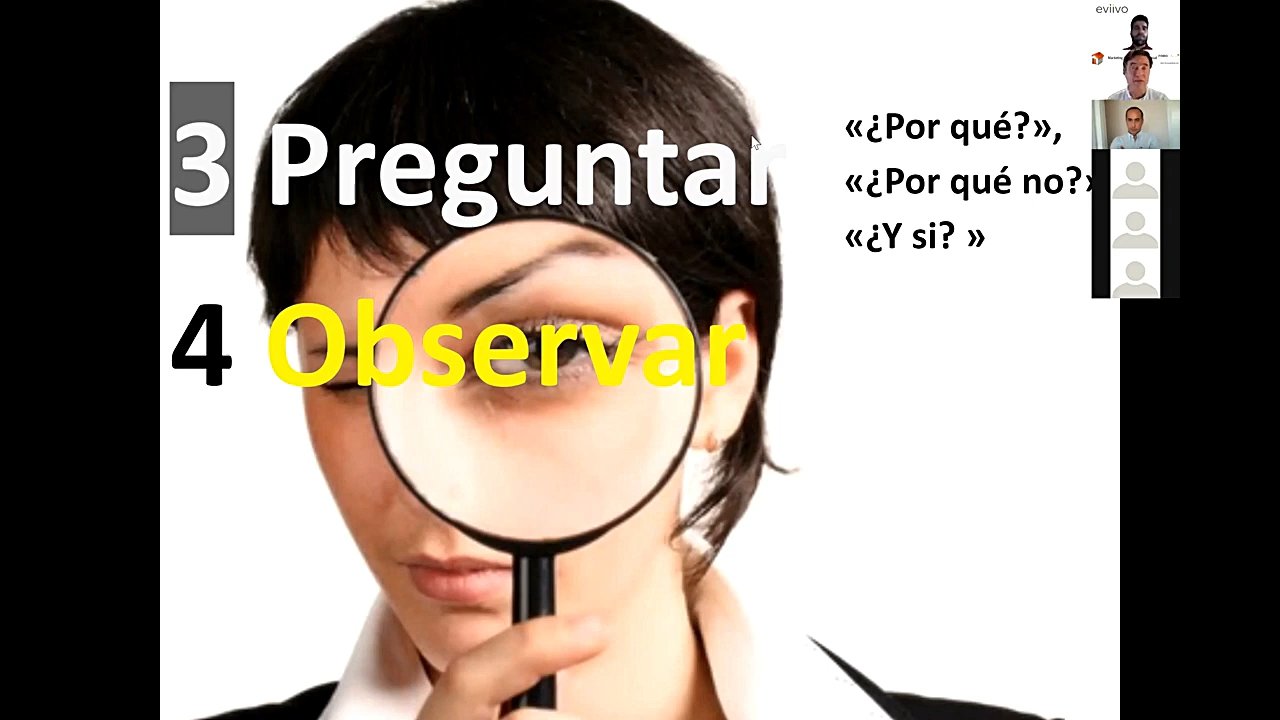 eviivo
3 Preguntar
«¿Por qué?»,
«¿Por qué no?»
«¿Y si? »
4 Observar